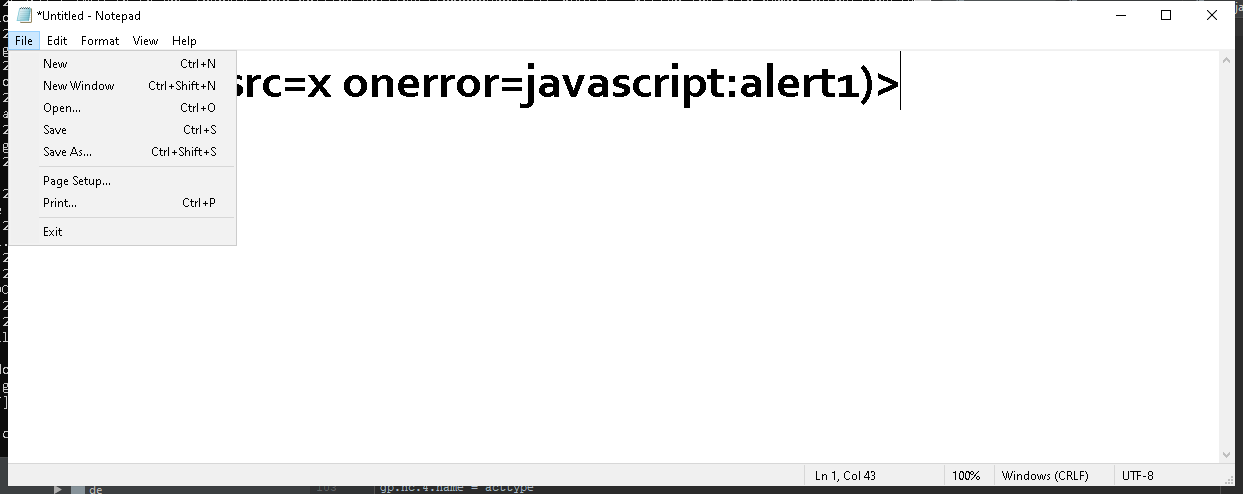 *Untitled - Notepad
File Edit Format View Help
New Ctrl+N
New Window Ctrl+Shift+N
Open... Ctrl+O
Save Ctrl+S
Save As... Ctrl+Shift+S
Page Setup...
Print... Ctrl+P
Exit
src=x onerror=javascript:alert1)>
Ln 1, Col 43 100% Windows (CRLF) UTF-8
de 103 gp.nc.4.name = acttype